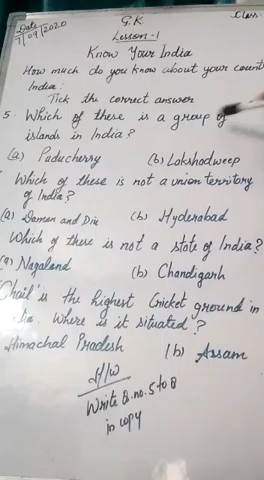 Date
7/09/2020
G.K
Class-
Lesson-1
Know Your India
How much do you know about your count
India:
Tick the correct answer
5. Which of these is a group of
islands in India?
(a) Puducherry (b) Lakshadweep
Which of these is not a union territory
of India?
(a) Daman and Diu (b) Hyderabad
Which of there is not a state of India?
(a) Nagaland (b) Chandigarh
'Chail' is the highest Cricket ground in
dia. Where is it situated?
Himachal Pradesh (b) Assam
H/W
Write Q.no. 5 to 8
in copy